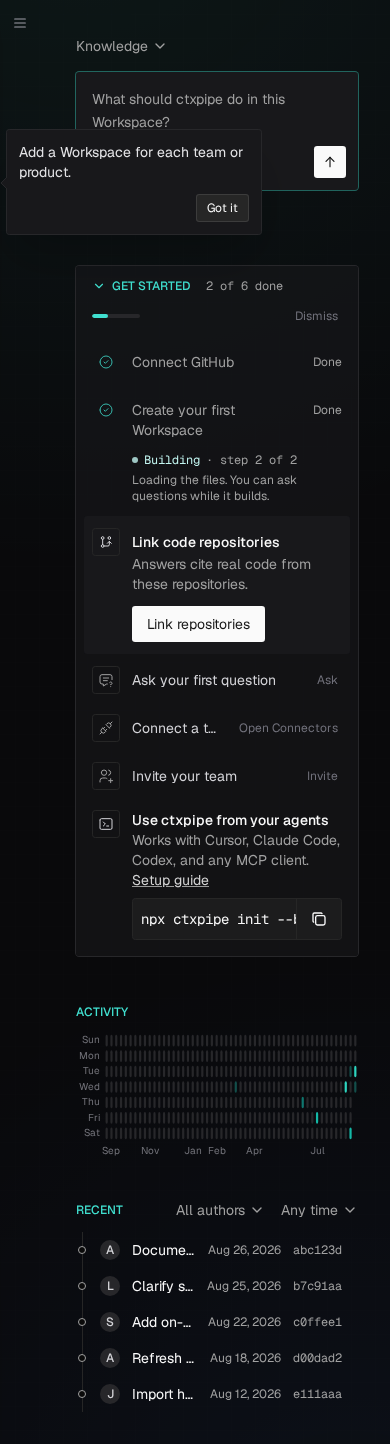 Knowledge
What should ctxpipe do in this
Workspace?
Add a Workspace for each team or
product.
Got it
GET STARTED 2 of 6 done
Dismiss
Connect GitHub Done
Create your first Done
Workspace
Building · step 2 of 2
Loading the files. You can ask
questions while it builds.
Link code repositories
Answers cite real code from
these repositories.
Link repositories
Ask your first question Ask
Connect a t... Open Connectors
Invite your team Invite
Use ctxpipe from your agents
Works with Cursor, Claude Code,
Codex, and any MCP client.
Setup guide
npx ctxpipe init --
ACTIVITY
Sun
Mon
Tue
Wed
Thu
Fri
Sat
Sep Nov Jan Feb Apr Jul
RECENT All authors Any time
A Docume... Aug 26, 2026 abc123d
L Clarify s... Aug 25, 2026 b7c91aa
S Add on-... Aug 22, 2026 c0ffee1
A Refresh ... Aug 18, 2026 d00dad2
J Import h... Aug 12, 2026 e111aaa